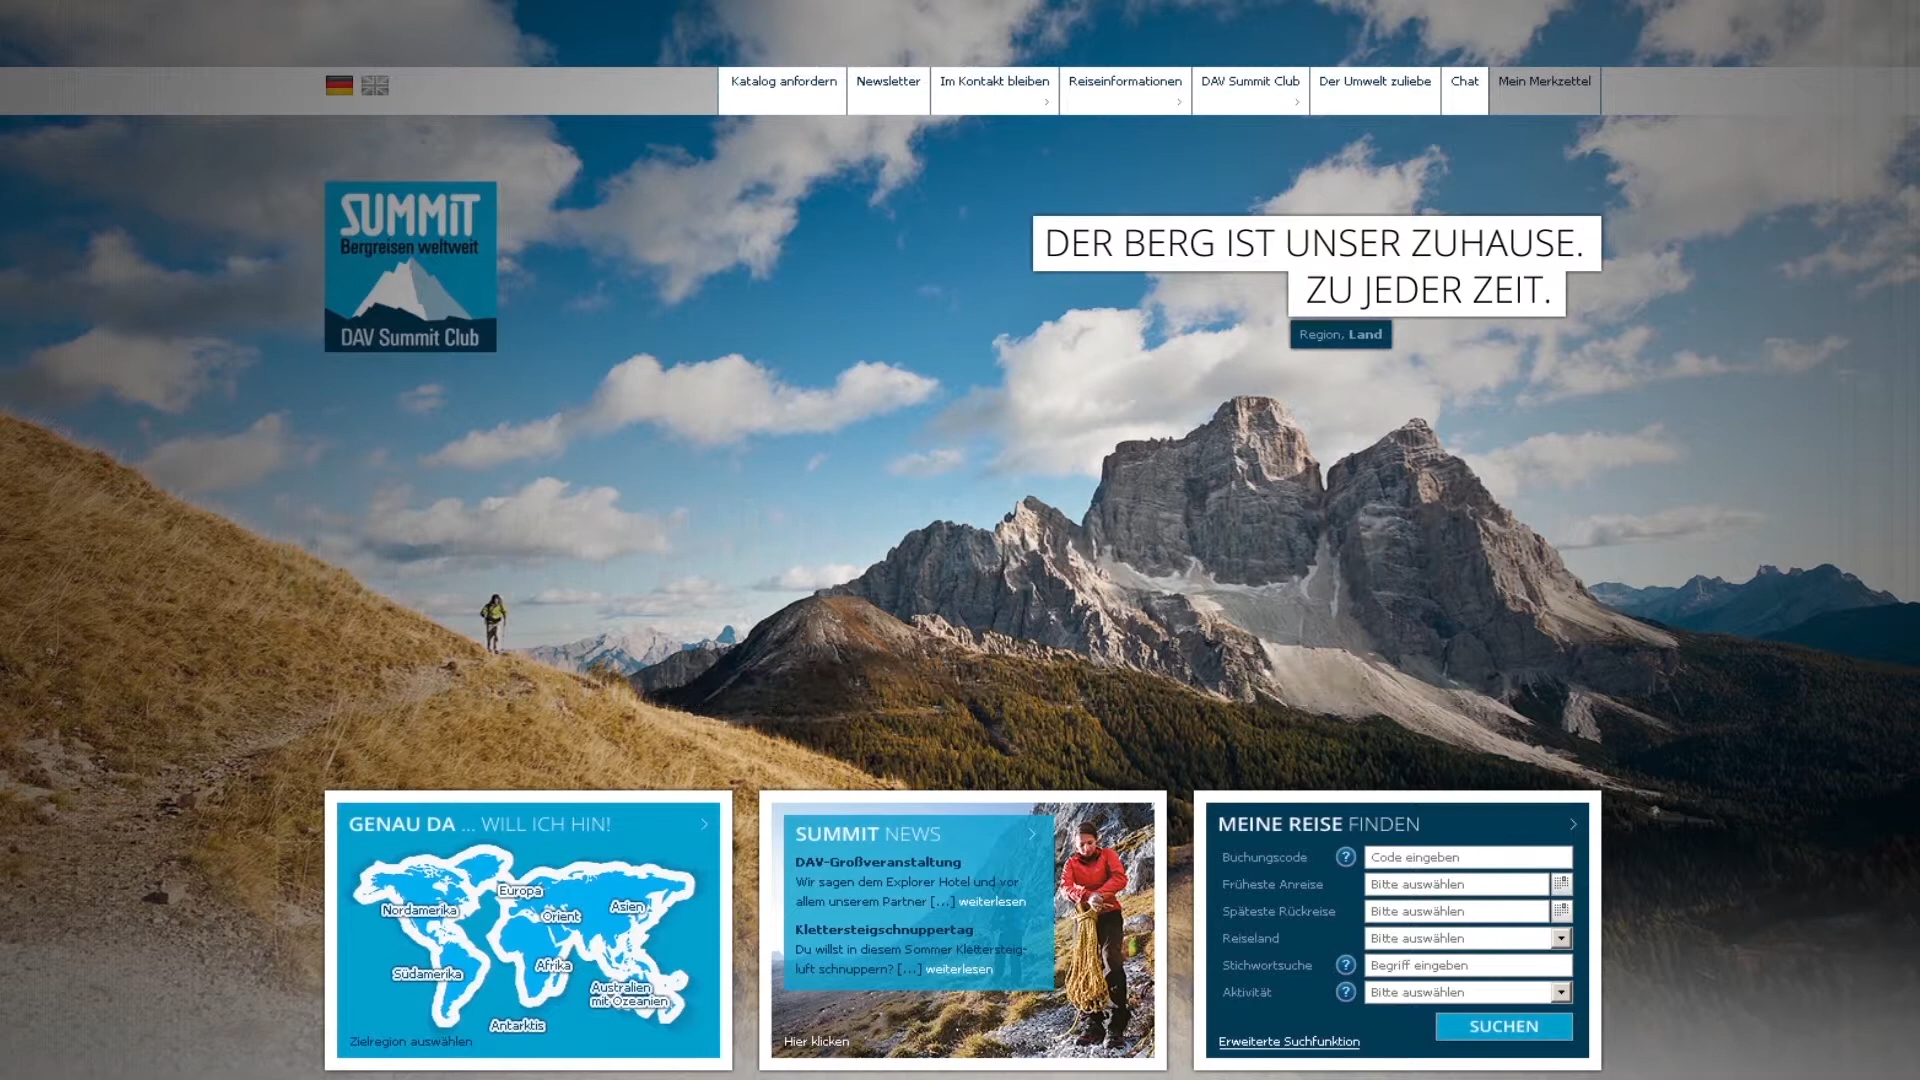 Katalog anfordern
Newsletter
Im Kontakt bleiben
Reiseinformationen
DAV Summit Club
Der Umwelt zuliebe
Chat
Mein Merkzettel
SUMMIT
Bergreisen weltweit
DAV Summit Club
DER BERG IST UNSER ZUHAUSE.
ZU JEDER ZEIT.
Region, Land
GENAU DA ... WILL ICH HIN!
Europa
Nordamerika
Orient
Asien
Afrika
Südamerika
Australien
mit Ozeanien
Antarktis
Zielregion auswählen
SUMMIT NEWS
DAV-Großveranstaltung
Wir sagen dem Explorer Hotel und vor
allem unserem Partner [...] weiterlesen
Klettersteigschnuppertag
Du willst in diesem Sommer Klettersteig-
luft schnuppern? [...] weiterlesen
Hier klicken
MEINE REISE FINDEN
Buchungscode ? Code eingeben
Früheste Anreise Bitte auswählen
Späteste Rückreise Bitte auswählen
Reiseland Bitte auswählen
Stichwortsuche ? Begriff eingeben
Aktivität ? Bitte auswählen
SUCHEN
Erweiterte Suchfunktion